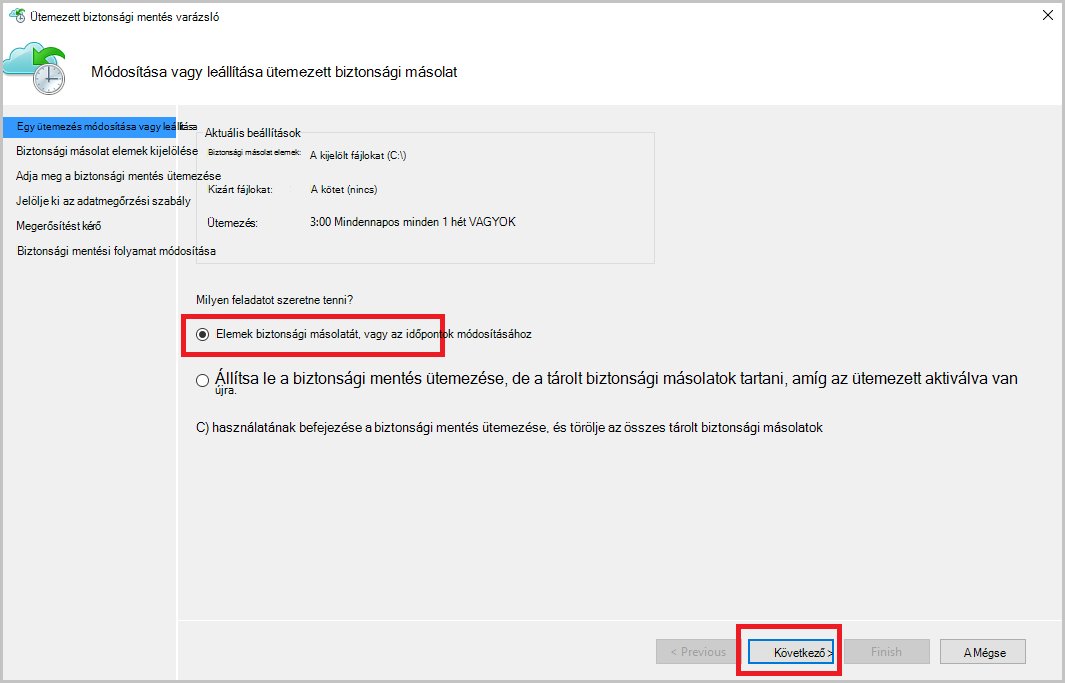 Ütemezett biztonsági mentés varázsló
Módosítása vagy leállítása ütemezett biztonsági másolat
Egy ütemezés módosítása vagy leállítása
Biztonsági másolat elemek kijelölése
Adja meg a biztonsági mentés ütemezése
Jelölje ki az adatmegőrzési szabály
Megerősítést kérő
Biztonsági mentési folyamat módosítása
Aktuális beállítások
Biztonsági másolat elemek: A kijelölt fájlokat (C:\)
Kizárt fájlokat: A kötet (nincs)
Ütemezés: 3:00 Mindennapos minden 1 hét VAGYOK
Milyen feladatot szeretne tenni?
Elemek biztonsági másolatát, vagy az időpontok módosításához
Állítsa le a biztonsági mentés ütemezése, de a tárolt biztonsági másolatok tartani, amíg az ütemezett aktiválva van
újra.
C) használatának befejezése a biztonsági mentés ütemezése, és törölje az összes tárolt biztonsági másolatok
< Previous Következő> Finish A Mégse